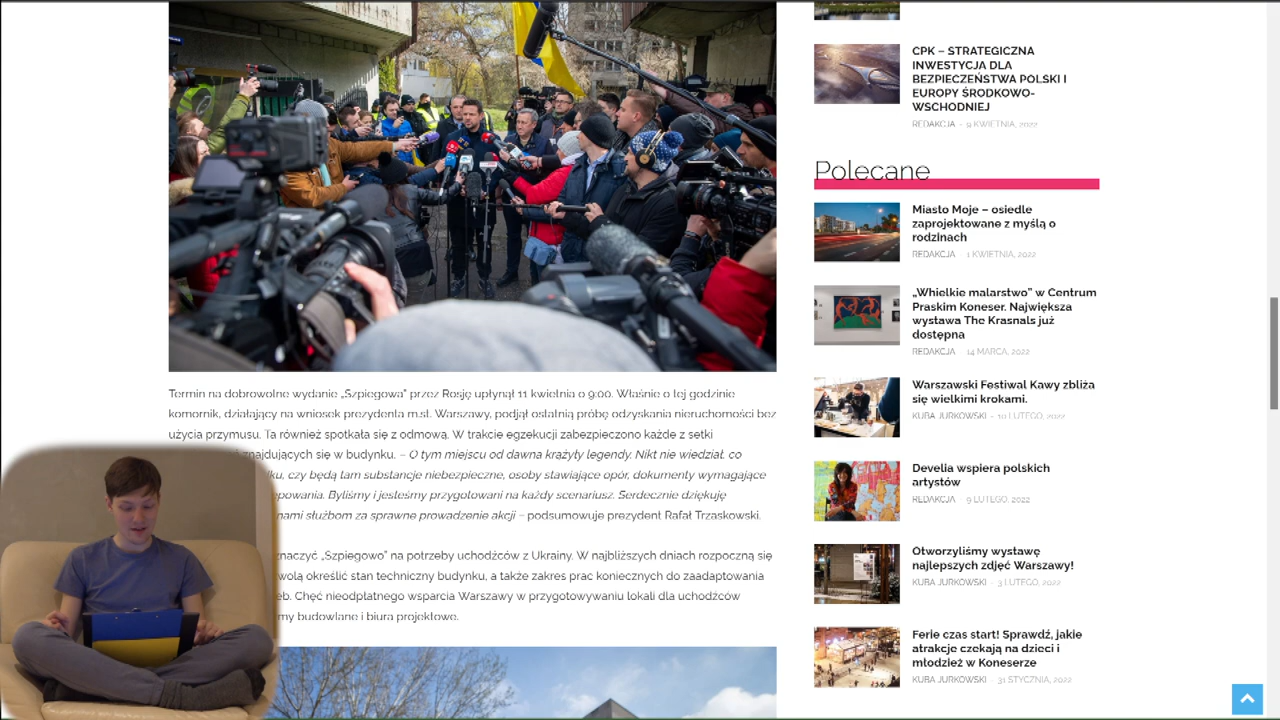 Termin na dobrowolne wydanie „Szpiegowa” przez Rosję upłynął 11 kwietnia o 9:00. Właśnie o tej godzinie
komornik, działający na wniosek prezydenta m.st. Warszawy, podjął ostatnią próbę odzyskania nieruchomości bez
użycia przymusu. Ta również spotkała się z odmową. W trakcie egzekucji zabezpieczono każde z setki
znajdujących się w budynku. – O tym miejscu od dawna krążyły legendy. Nikt nie wiedział, co
czy będą tam substancje niebezpieczne, osoby stawiające opór, dokumenty wymagające
Byliśmy i jesteśmy przygotowani na każdy scenariusz. Serdecznie dziękuję
służbom za sprawne prowadzenie akcji – podsumowuje prezydent Rafał Trzaskowski.
„Szpiegowo” na potrzeby uchodźców z Ukrainy. W najbliższych dniach rozpoczną się
określić stan techniczny budynku, a także zakres prac koniecznych do zaadaptowania
Chęć nieodpłatnego wsparcia Warszawy w przygotowywaniu lokali dla uchodźców
budowlane i biura projektowe.
CPK – STRATEGICZNA
INWESTYCJA DLA
BEZPIECZEŃSTWA POLSKI I
EUROPY ŚRODKOWO-
WSCHODNIEJ
REDAKCJA - 9 KWIETNIA, 2022
Polecane
Miasto Moje – osiedle
zaprojektowane z myślą o
rodzinach
REDAKCJA - 1 KWIETNIA, 2022
„Whielkie malarstwo” w Centrum
Praskim Koneser. Największa
wystawa The Krasnals już
dostępna
REDAKCJA - 14 MARCA, 2022
Warszawski Festiwal Kawy zbliża
się wielkimi krokami.
KUBA JURKOWSKI - 10 LUTEGO, 2022
Develia wspiera polskich
artystów
REDAKCJA - 9 LUTEGO, 2022
Otworzyliśmy wystawę
najlepszych zdjęć Warszawy!
KUBA JURKOWSKI - 3 LUTEGO, 2022
Ferie czas start! Sprawdź, jakie
atrakcje czekają na dzieci i
młodzież w Koneserze
KUBA JURKOWSKI - 31 STYCZNIA, 2022